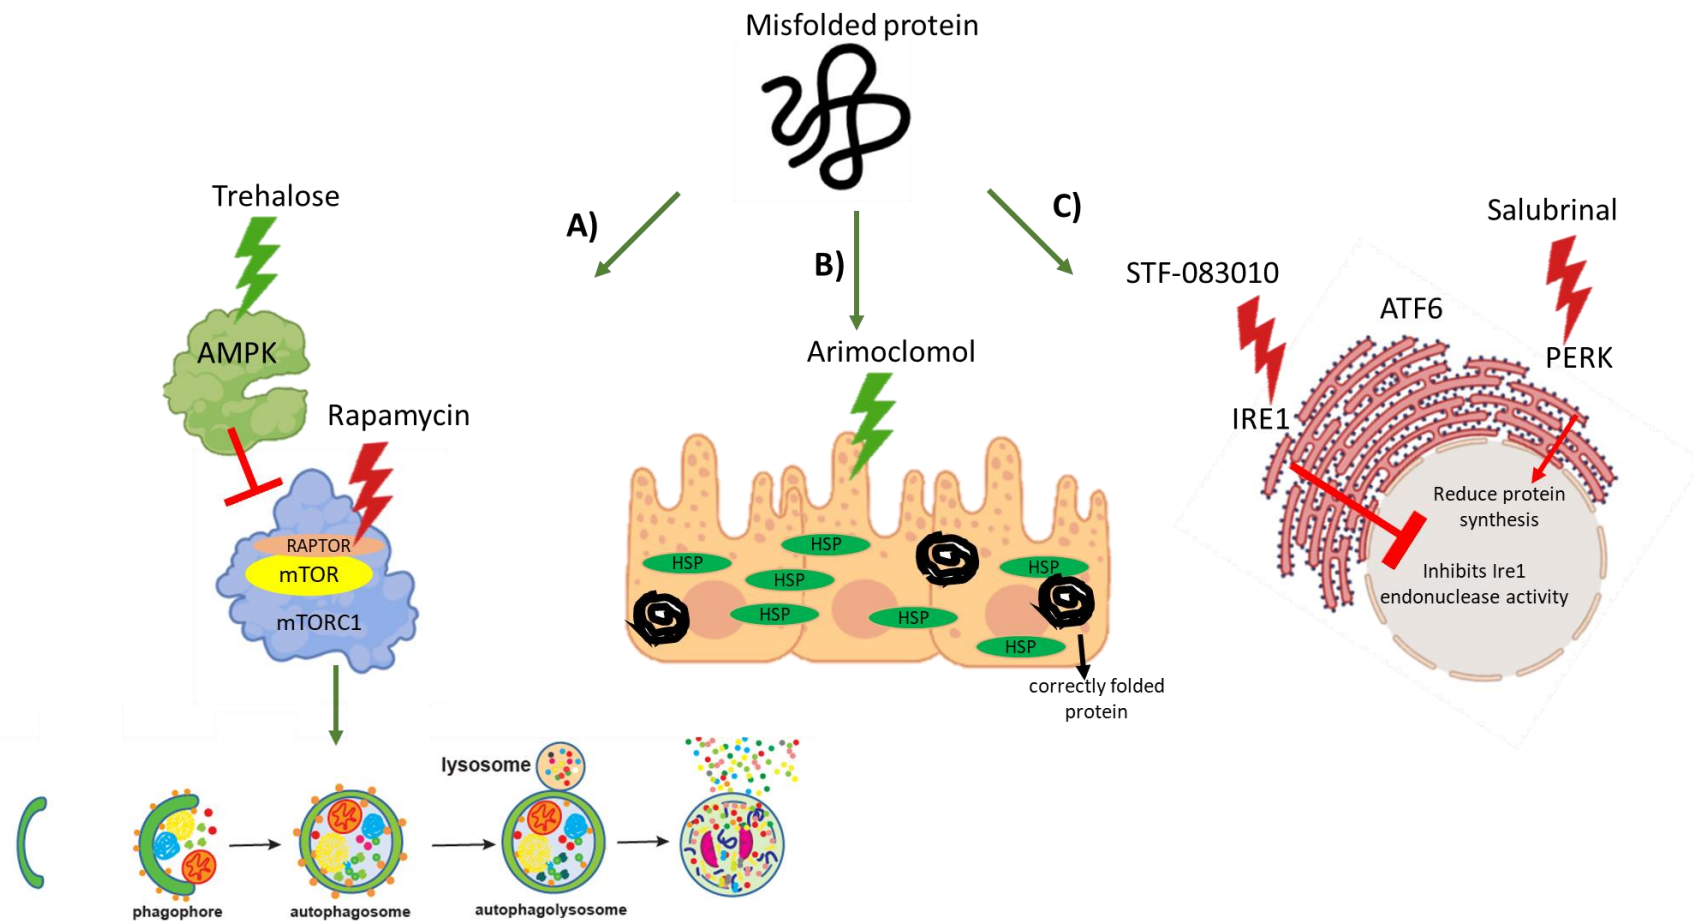 Misfolded protein
A)
B)
C)
Trehalose
AMPK
Rapamycin
RAPTOR
mTOR
mTORC1
lysosome
phagophore
autophagosome
autophagolysosome
Arimoclomol
HSP
HSP
HSP
HSP
HSP
HSP
HSP
correctly folded
protein
STF-083010
Salubrinal
ATF6
PERK
IRE1
Reduce protein
synthesis
Inhibits Ire1
endonuclease activity